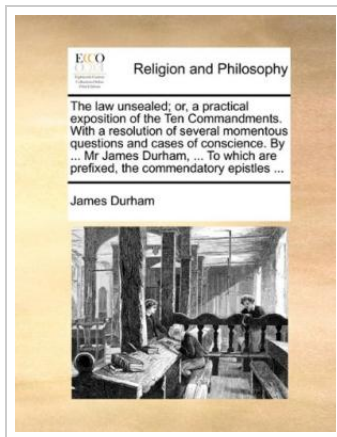 ECCO
Religion and Philosophy
The law unsealed; or, a practical
exposition of the Ten Commandments.
With a resolution of several momentous
questions and cases of conscience. By
... Mr James Durham, ... To which are
prefixed, the commendatory epistles ...
James Durham